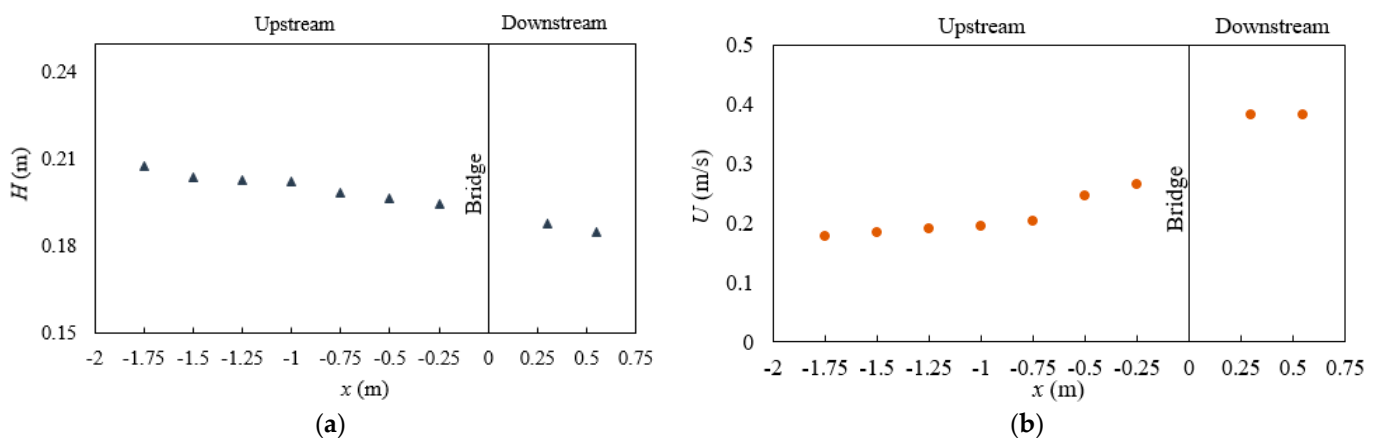 Upstream Downstream
0.24
0.21
0.18
0.15
H (m)
Bridge
-2 -1.75 -1.5 -1.25 -1 -0.75 -0.5 -0.25 0 0.25 0.5 0.75
x (m)
(a)
Upstream Downstream
0.5
0.4
0.3
0.2
0.1
0
U (m/s)
Bridge
-2 -1.75 -1.5 -1.25 -1 -0.75 -0.5 -0.25 0 0.25 0.5 0.75
x (m)
(b)